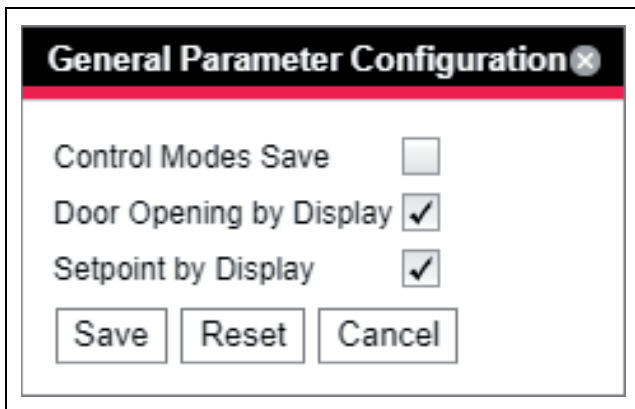 General Parameter Configuration
Control Modes Save
Door Opening by Display
Setpoint by Display
Save Reset Cancel